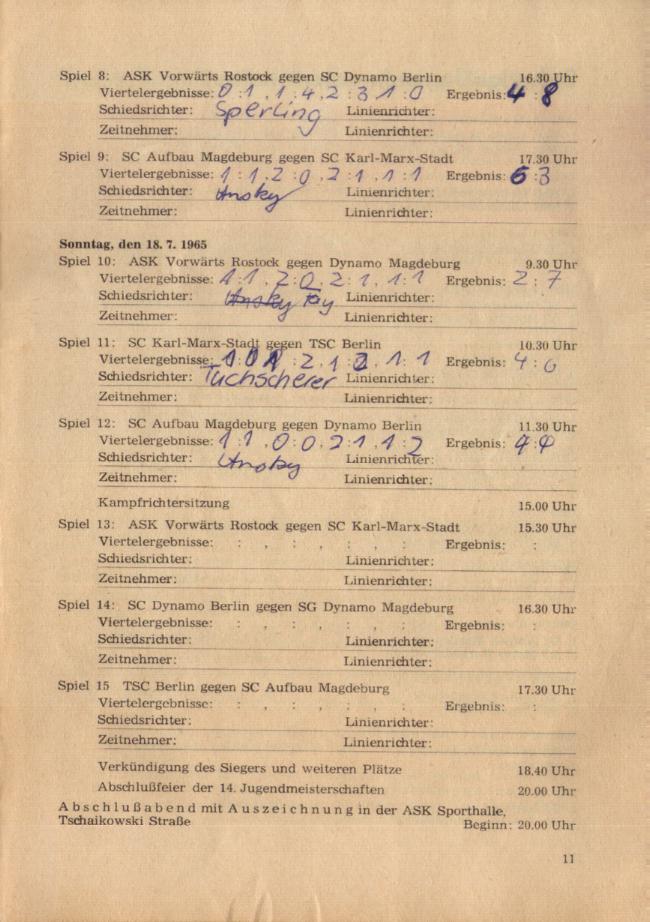 Spiel 8: ASK Vorwärts Rostock gegen SC Dynamo Berlin 16.30 Uhr
Viertelergebnisse: 0:1, 1:4, 2:3, 1:0 Ergebnis: 4:8
Schiedsrichter: Sperling Linienrichter:
Zeitnehmer: Linienrichter:
Spiel 9: SC Aufbau Magdeburg gegen SC Karl-Marx-Stadt 17.30 Uhr
Viertelergebnisse: 1:1, 2:0, 2:1, 1:1 Ergebnis: 6:3
Schiedsrichter: Linienrichter:
Zeitnehmer: Linienrichter:
Sonntag, den 18. 7. 1965
Spiel 10: ASK Vorwärts Rostock gegen Dynamo Magdeburg 9.30 Uhr
Viertelergebnisse: 1:1, 2:0, 2:1, 1:1 Ergebnis: 2:7
Schiedsrichter: Linienrichter:
Zeitnehmer: Linienrichter:
Spiel 11: SC Karl-Marx-Stadt gegen TSC Berlin 10.30 Uhr
Viertelergebnisse: Ergebnis: 4:6
Schiedsrichter: Tuchscherer Linienrichter:
Zeitnehmer: Linienrichter:
Spiel 12: SC Aufbau Magdeburg gegen Dynamo Berlin 11.30 Uhr
Viertelergebnisse: 1:1, 0:0, 2:1, 1:2 Ergebnis: 4:4
Schiedsrichter: Linienrichter:
Zeitnehmer: Linienrichter:
Kampfrichtersitzung 15.00 Uhr
Spiel 13: ASK Vorwärts Rostock gegen SC Karl-Marx-Stadt 15.30 Uhr
Viertelergebnisse: : , : , : , : Ergebnis: :
Schiedsrichter: Linienrichter:
Zeitnehmer: Linienrichter:
Spiel 14: SC Dynamo Berlin gegen SG Dynamo Magdeburg 16.30 Uhr
Viertelergebnisse: : , : , : , : Ergebnis: :
Schiedsrichter: Linienrichter:
Zeitnehmer: Linienrichter:
Spiel 15 TSC Berlin gegen SC Aufbau Magdeburg 17.30 Uhr
Viertelergebnisse: : , : , : , : Ergebnis: :
Schiedsrichter: Linienrichter:
Zeitnehmer: Linienrichter:
Verkündigung des Siegers und weiteren Plätze 18.40 Uhr
Abschlußfeier der 14. Jugendmeisterschaften 20.00 Uhr
Abschlußabend mit Auszeichnung in der ASK Sporthalle,
Tschaikowski Straße Beginn: 20.00 Uhr
11